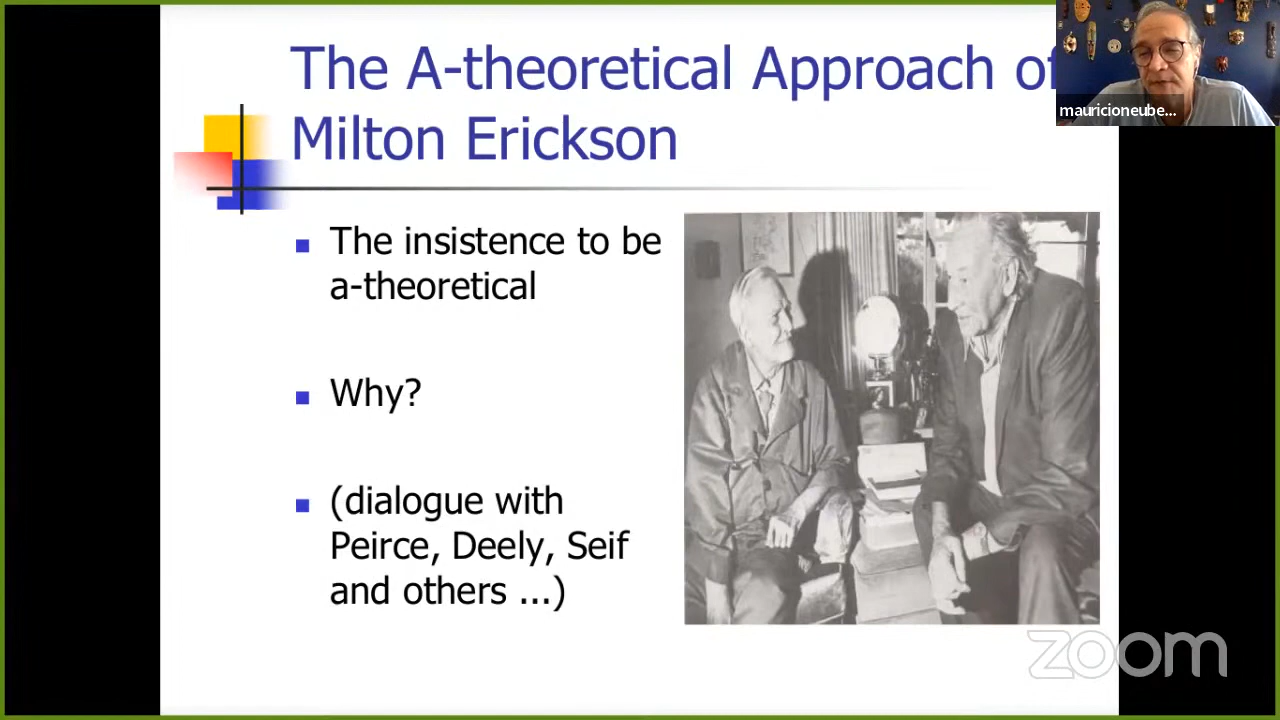 The A-theoretical Approach of
Milton Erickson
mauricioneube...
The insistence to be
a-theoretical
Why?
(dialogue with
Peirce, Deely, Seif
and others ...)
zoom